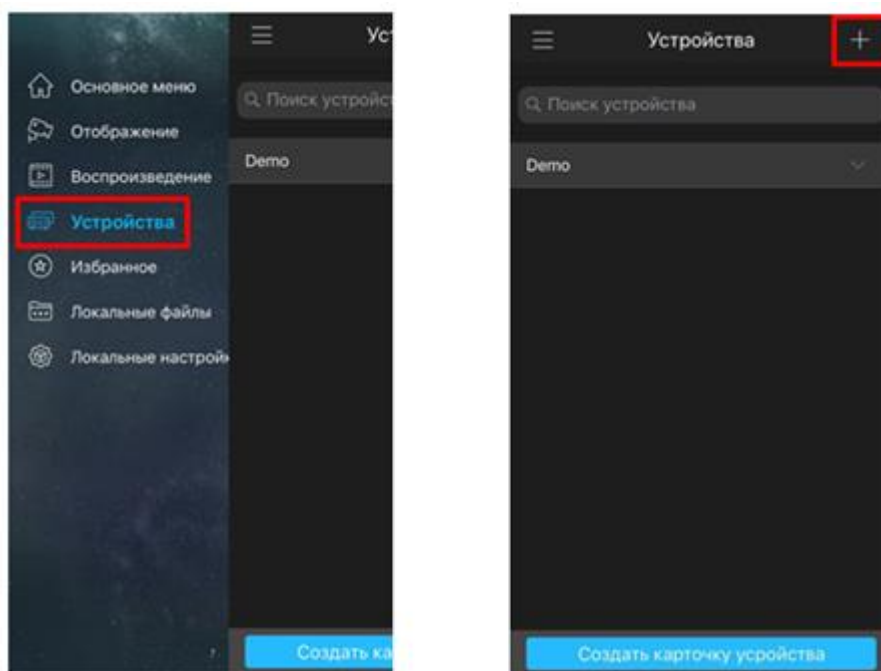 Основное меню
Отображение
Воспроизведение
Устройства
Избранное
Локальные файлы
Локальные настрой
Ус
Поиск устройс
Demo
Создать ка
Устройства
Поиск устройства
Demo
Создать карточку усройства